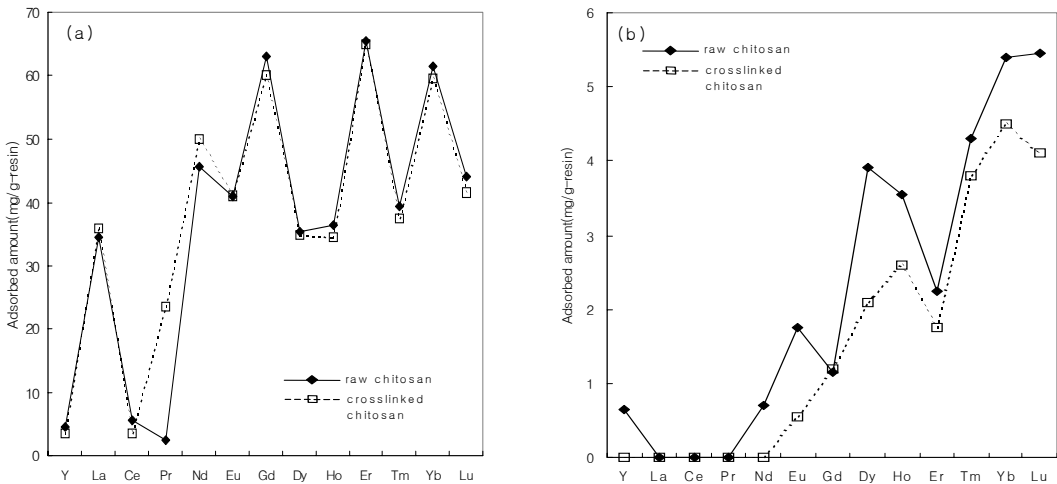 (a)
Adsorbed amount(mg/g-resin)
70
60
50
40
30
20
10
0
raw chitosan
crosslinked
chitosan
Y La Ce Pr Nd Eu Gd Dy Ho Er Tm Yb Lu
(b)
Adsorbed amount(mg/g-resin)
6
5
4
3
2
1
0
raw chitosan
crosslinked
chitosan
Y La Ce Pr Nd Eu Gd Dy Ho Er Tm Yb Lu